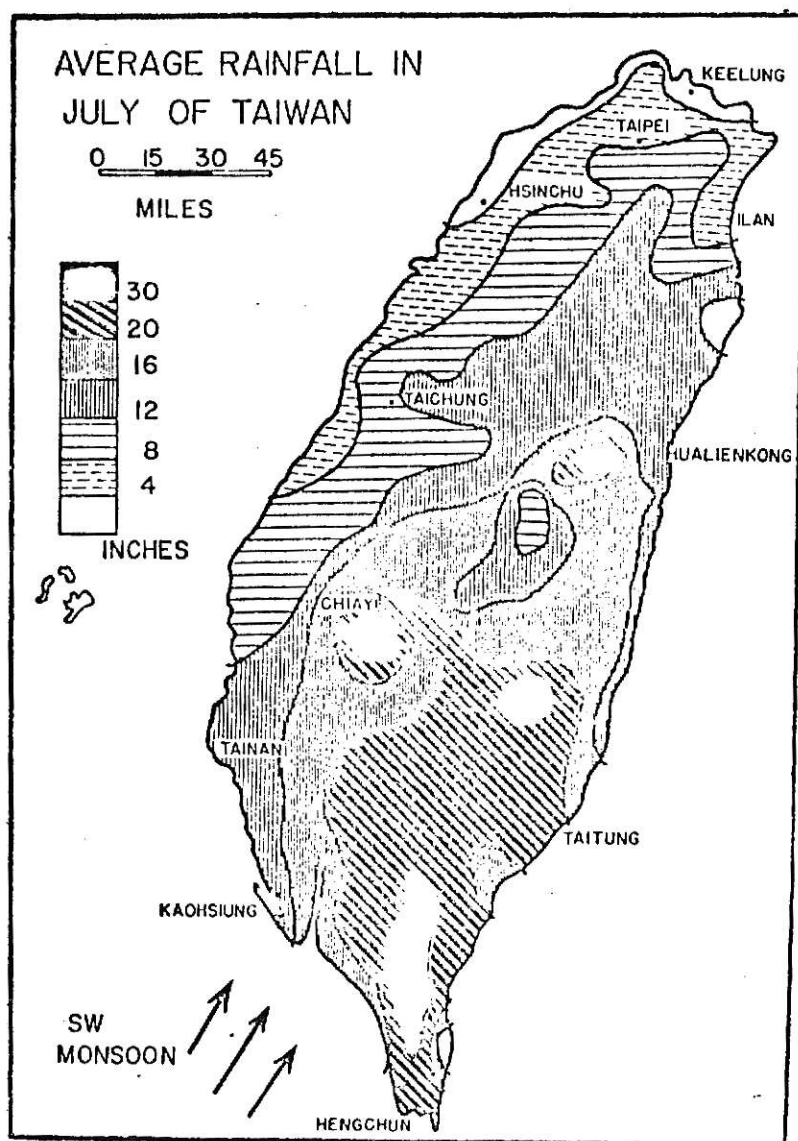 AVERAGE RAINFALL IN
JULY OF TAIWAN
0 15 30 45
MILES
30
20
16
12
8
4
INCHES
KEELUNG
TAIPEI
HSINCHU
ILAN
TAICHUNG
HUALIENKONG
CHIAYI
TAINAN
TAITUNG
KAOHSIUNG
SW
MONSOON
HENGCHUN